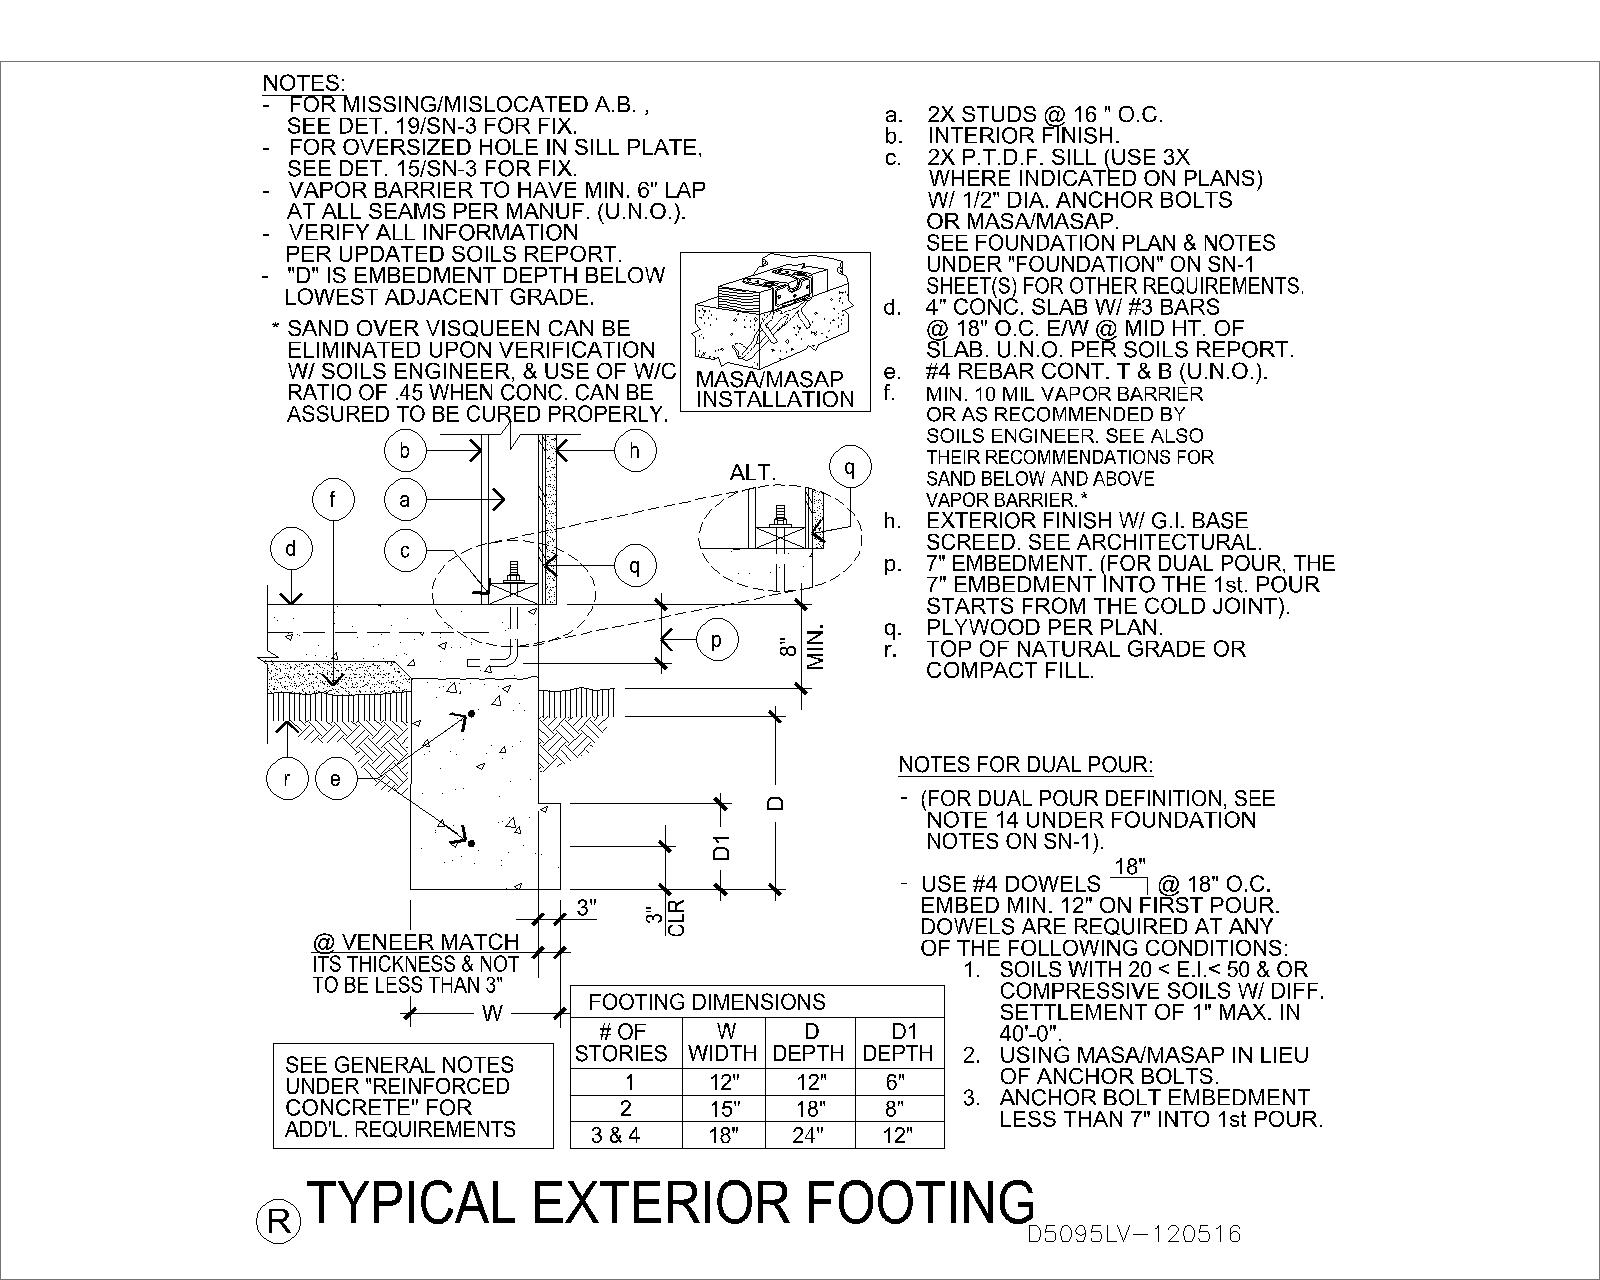 NOTES:
- FOR MISSING/MISLOCATED A.B. ,
SEE DET. 19/SN-3 FOR FIX.
- FOR OVERSIZED HOLE IN SILL PLATE,
SEE DET. 15/SN-3 FOR FIX.
- VAPOR BARRIER TO HAVE MIN. 6" LAP
AT ALL SEAMS PER MANUF. (U.N.O.).
- VERIFY ALL INFORMATION
PER UPDATED SOILS REPORT.
- "D" IS EMBEDMENT DEPTH BELOW
LOWEST ADJACENT GRADE.
* SAND OVER VISQUEEN CAN BE
ELIMINATED UPON VERIFICATION
W/ SOILS ENGINEER, & USE OF W/C
RATIO OF .45 WHEN CONC. CAN BE
ASSURED TO BE CURED PROPERLY.
MASA/MASAP
INSTALLATION
a. 2X STUDS @ 16 " O.C.
b. INTERIOR FINISH.
c. 2X P.T.D.F. SILL (USE 3X
WHERE INDICATED ON PLANS)
W/ 1/2" DIA. ANCHOR BOLTS
OR MASA/MASAP.
SEE FOUNDATION PLAN & NOTES
UNDER "FOUNDATION" ON SN-1
SHEET(S) FOR OTHER REQUIREMENTS.
d. 4" CONC. SLAB W/ #3 BARS
@ 18" O.C. E/W @ MID HT. OF
SLAB. U.N.O. PER SOILS REPORT.
e. #4 REBAR CONT. T & B (U.N.O.).
f. MIN. 10 MIL VAPOR BARRIER
OR AS RECOMMENDED BY
SOILS ENGINEER. SEE ALSO
THEIR RECOMMENDATIONS FOR
SAND BELOW AND ABOVE
VAPOR BARRIER.*
h. EXTERIOR FINISH W/ G.I. BASE
SCREED. SEE ARCHITECTURAL.
p. 7" EMBEDMENT. (FOR DUAL POUR, THE
7" EMBEDMENT INTO THE 1st. POUR
STARTS FROM THE COLD JOINT).
q. PLYWOOD PER PLAN.
r. TOP OF NATURAL GRADE OR
COMPACT FILL.
b
h
ALT.
q
f
a
d
c
q
p
8"
MIN.
r
e
D
D1
3"
3"
CLR
@ VENEER MATCH
ITS THICKNESS & NOT
TO BE LESS THAN 3"
W
NOTES FOR DUAL POUR:
- (FOR DUAL POUR DEFINITION, SEE
NOTE 14 UNDER FOUNDATION
NOTES ON SN-1).
18"
- USE #4 DOWELS @ 18" O.C.
EMBED MIN. 12" ON FIRST POUR.
DOWELS ARE REQUIRED AT ANY
OF THE FOLLOWING CONDITIONS:
1. SOILS WITH 20 < E.I.< 50 & OR
COMPRESSIVE SOILS W/ DIFF.
SETTLEMENT OF 1" MAX. IN
40'-0".
2. USING MASA/MASAP IN LIEU
OF ANCHOR BOLTS.
3. ANCHOR BOLT EMBEDMENT
LESS THAN 7" INTO 1st POUR.
SEE GENERAL NOTES
UNDER "REINFORCED
CONCRETE" FOR
ADD'L. REQUIREMENTS
FOOTING DIMENSIONS
# OF STORIES W WIDTH D DEPTH D1 DEPTH
1 12" 12" 6"
2 15" 18" 8"
3 & 4 18" 24" 12"
R TYPICAL EXTERIOR FOOTING
D5095LV-120516